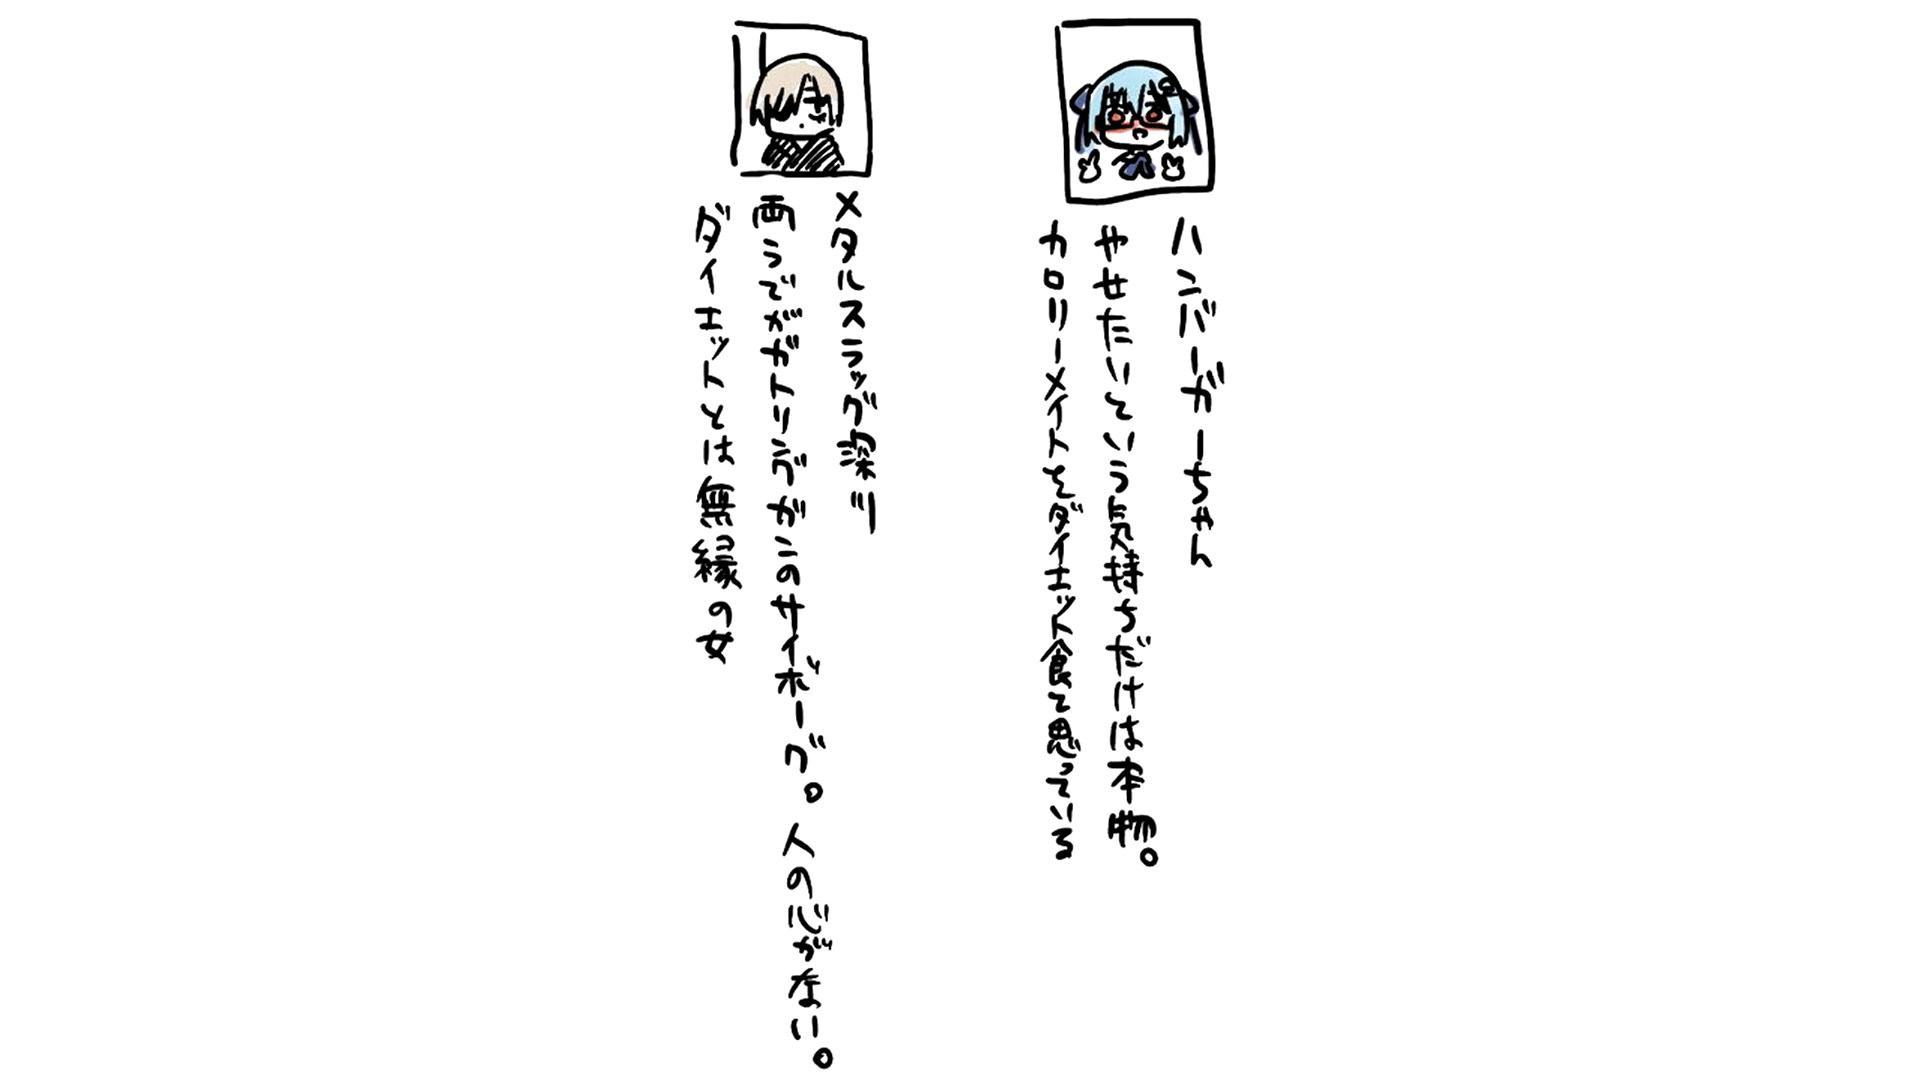 ハンバーガーちゃん
やせたいという気持ちだけは本物。
カロリーメイトをダイエット食と思っている
メタルスラッグ深川
両うでがガトリングガンのサイボーグ。人の心がない。
ダイエットとは無縁の女